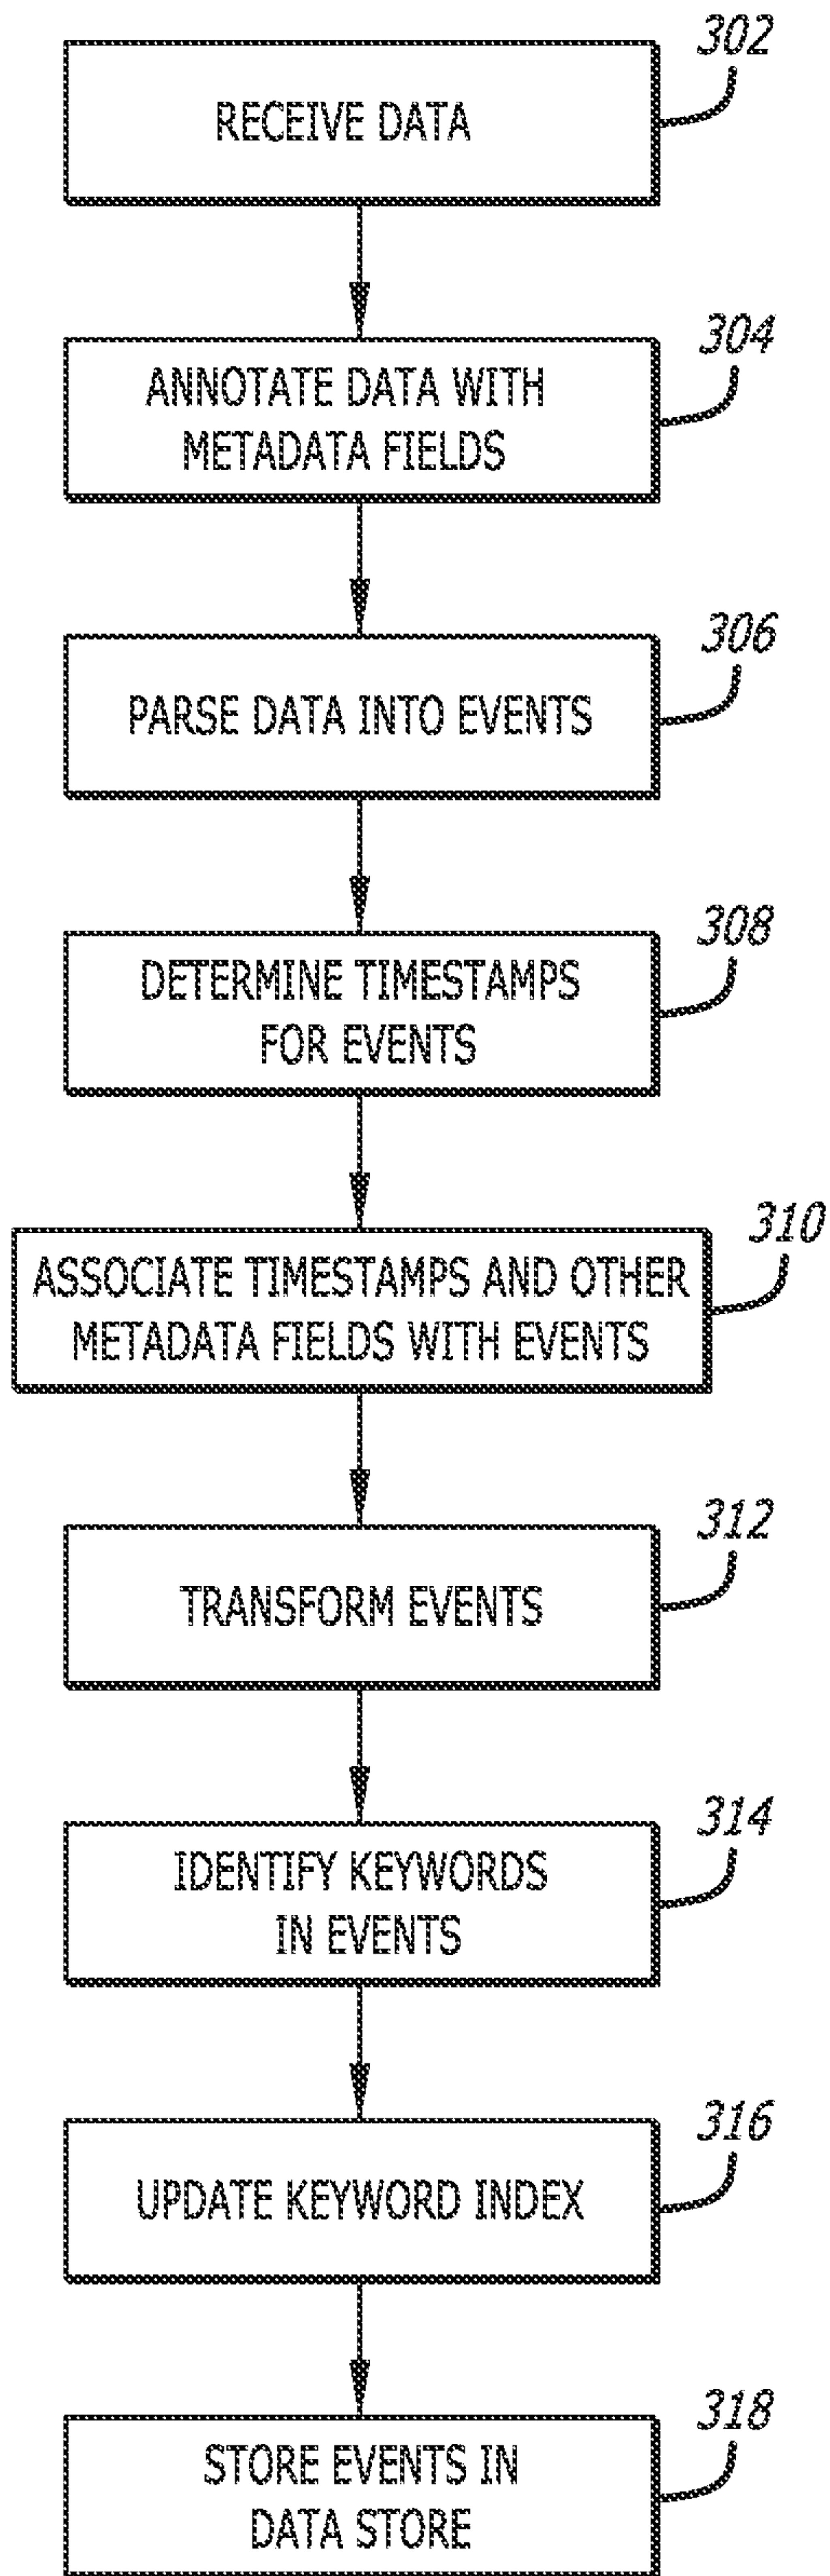 302
RECEIVE DATA
304
ANNOTATE DATA WITH
METADATA FIELDS
306
PARSE DATA INTO EVENTS
308
DETERMINE TIMESTAMPS
FOR EVENTS
310
ASSOCIATE TIMESTAMPS AND OTHER
METADATA FIELDS WITH EVENTS
312
TRANSFORM EVENTS
314
IDENTIFY KEYWORDS
IN EVENTS
316
UPDATE KEYWORD INDEX
318
STORE EVENTS IN
DATA STORE